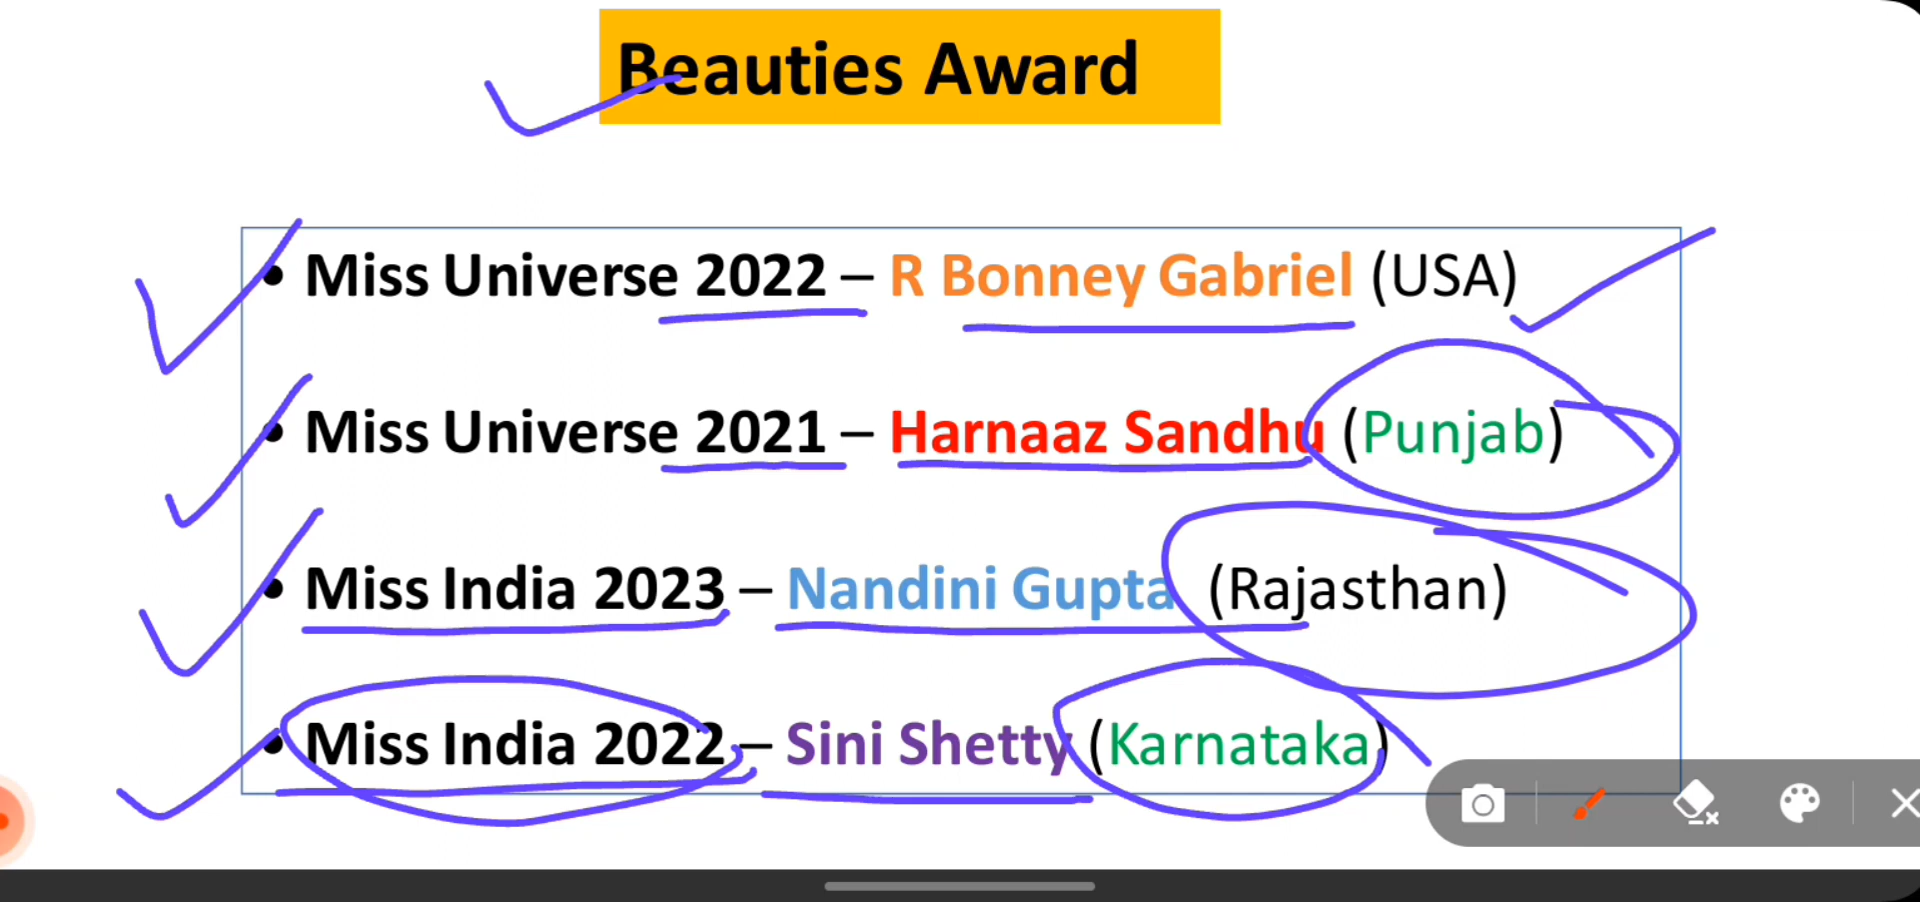 Beauties Award
• Miss Universe 2022 – R Bonney Gabriel (USA)
• Miss Universe 2021 – Harnaaz Sandhu (Punjab)
• Miss India 2023 – Nandini Gupta (Rajasthan)
• Miss India 2022 – Sini Shetty (Karnataka)